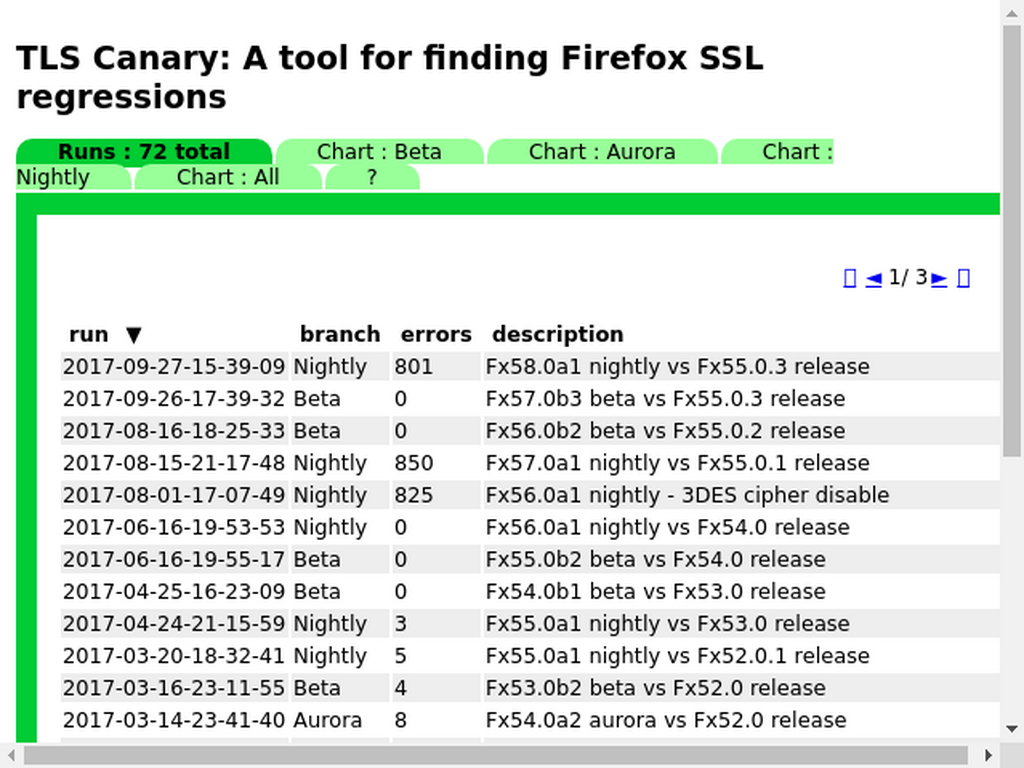 TLS Canary: A tool for finding Firefox SSL
regressions
Runs : 72 total Chart : Beta Chart : Aurora Chart :
Nightly Chart : All ?
◄ 1/ 3 ►
run ▼ branch errors description
2017-09-27-15-39-09 Nightly 801 Fx58.0a1 nightly vs Fx55.0.3 release
2017-09-26-17-39-32 Beta 0 Fx57.0b3 beta vs Fx55.0.3 release
2017-08-16-18-25-33 Beta 0 Fx56.0b2 beta vs Fx55.0.2 release
2017-08-15-21-17-48 Nightly 850 Fx57.0a1 nightly vs Fx55.0.1 release
2017-08-01-17-07-49 Nightly 825 Fx56.0a1 nightly - 3DES cipher disable
2017-06-16-19-53-53 Nightly 0 Fx56.0a1 nightly vs Fx54.0 release
2017-06-16-19-55-17 Beta 0 Fx55.0b2 beta vs Fx54.0 release
2017-04-25-16-23-09 Beta 0 Fx54.0b1 beta vs Fx53.0 release
2017-04-24-21-15-59 Nightly 3 Fx55.0a1 nightly vs Fx53.0 release
2017-03-20-18-32-41 Nightly 5 Fx55.0a1 nightly vs Fx52.0.1 release
2017-03-16-23-11-55 Beta 4 Fx53.0b2 beta vs Fx52.0 release
2017-03-14-23-41-40 Aurora 8 Fx54.0a2 aurora vs Fx52.0 release